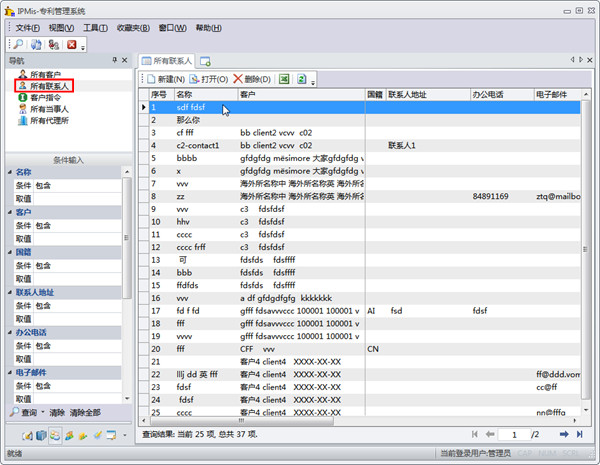 IPMis-专利管理系统
文件(F) 视图(V) 工具(T) 收藏夹(B) 窗口(W) 帮助(H)
导航
所有客户
所有联系人
客户指令
所有当事人
所有代理所
条件输入
名称
条件 包含
取值
客户
条件 包含
取值
国籍
条件 包含
取值
联系人地址
条件 包含
取值
办公电话
条件 包含
取值
电子邮件
条件 包含
取值
查询 清除 清除全部
所有联系人
新建(N) 打开(O) 删除(D)
序号 名称 客户 国籍 联系人地址 办公电话 电子邮件
1 sdf fdsf
2 那么你
3 cf fff bb client2 vcvv c02
4 c2-contact1 bb client2 vcvv c02 联系人1
5 bbbb gfdgfdg mësimore 大家gfdgfdg v
6 x gfdgfdg mësimore 大家gfdgfdg v
7 vvv 海外所名称中 海外所名称英 海外所名
8 zz 海外所名称中 海外所名称英 海外所名 84891169 ztq@mailbo
9 vvv c3 fdsfdsf
10 hhv c3 fdsfdsf
11 cccc c3 fdsfdsf
12 cccc frff c3 fdsfdsf
13 可 fdsfds fdsffff
14 bbb fdsfds fdsffff
15 ffdfds fdsfds fdsffff
16 vvv a df gfdgdfgfg kkkkkkk
17 fd f fd gfff fdsavvvccc 100001 100001 v AI fsd fdsf
18 fff gfff fdsavvvccc 100001 100001 v
19 vvvv gfff fdsavvvccc 100001 100001 v
20 fff CFF vvv CN
21 客户4 client4 XXXX-XX-XX
22 lllj dd 英 fff 客户4 client4 XXXX-XX-XX ff@ddd.vom
23 fdsf 客户4 client4 XXXX-XX-XX cc@ff
24 fdsf 客户4 client4 XXXX-XX-XX
25 cccc 客户4 client4 XXXX-XX-XX nn@fffg
查询结果: 当前 25 项, 总共 37 项. 1 /2
就绪 当前登录用户:管理员 CAP NUM SCRL